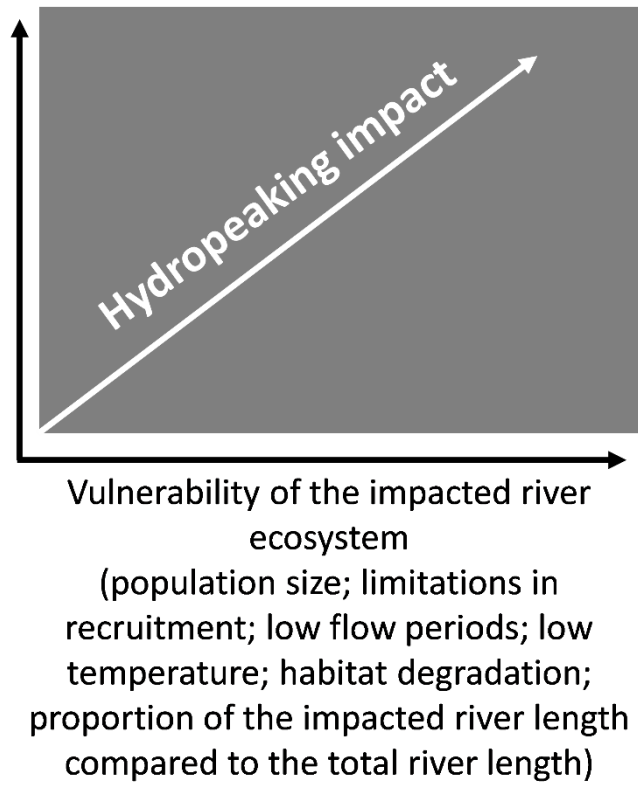 Hydropeaking impact
Vulnerability of the impacted river
ecosystem
(population size; limitations in
recruitment; low flow periods; low
temperature; habitat degradation;
proportion of the impacted river length
compared to the total river length)